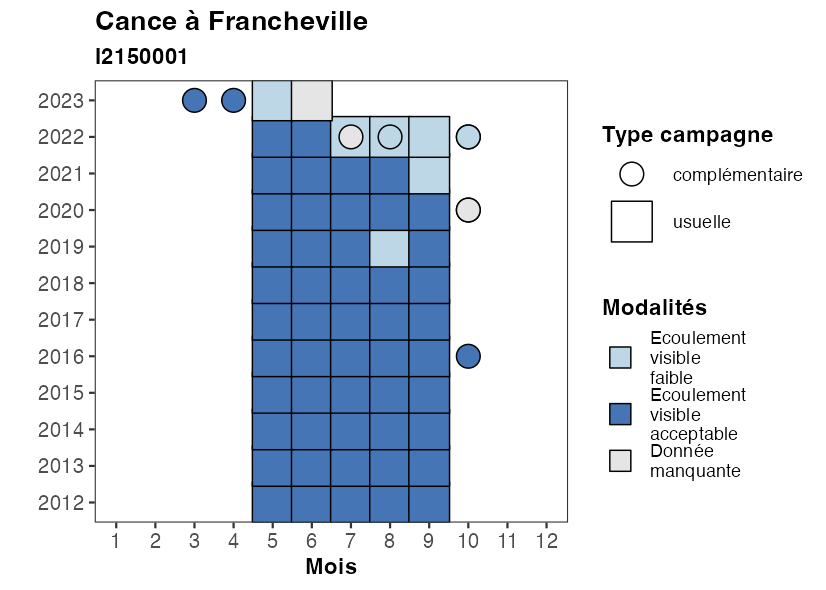 Cance à Francheville
I2150001
2023
2022
2021
2020
2019
2018
2017
2016
2015
2014
2013
2012
1 2 3 4 5 6 7 8 9 10 11 12
Mois
Type campagne
complémentaire
usuelle
Modalités
Ecoulement
visible
faible
Ecoulement
visible
acceptable
Donnée
manquante